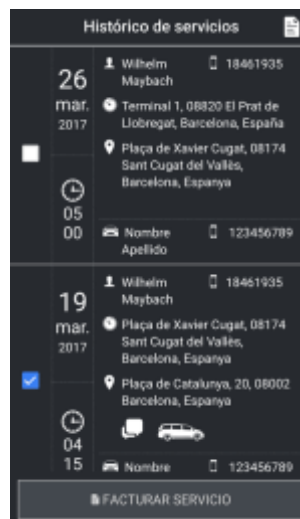 Histórico de servicios
26
mar.
2017
05
00
Wilhelm
Maybach
18461935
Terminal 1, 08820 El Prat de
Llobregat, Barcelona, España
Plaça de Xavier Cugat, 08174
Sant Cugat del Vallès,
Barcelona, Espanya
Nombre
Apellido
123456789
19
mar.
2017
04
15
Wilhelm
Maybach
18461935
Plaça de Xavier Cugat, 08174
Sant Cugat del Vallès,
Barcelona, Espanya
Plaça de Catalunya, 20, 08002
Barcelona, Espanya
Nombre
123456789
FACTURAR SERVICIO